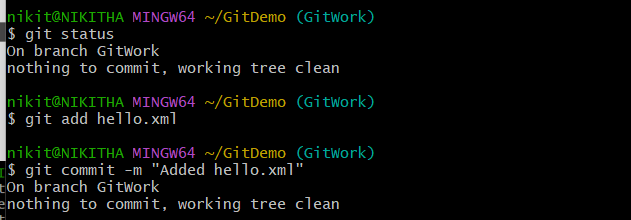 nikit@NIKITHA MINGW64 ~/GitDemo (GitWork)
$ git status
On branch GitWork
nothing to commit, working tree clean
nikit@NIKITHA MINGW64 ~/GitDemo (GitWork)
$ git add hello.xml
nikit@NIKITHA MINGW64 ~/GitDemo (GitWork)
$ git commit -m "Added hello.xml"
On branch GitWork
nothing to commit, working tree clean